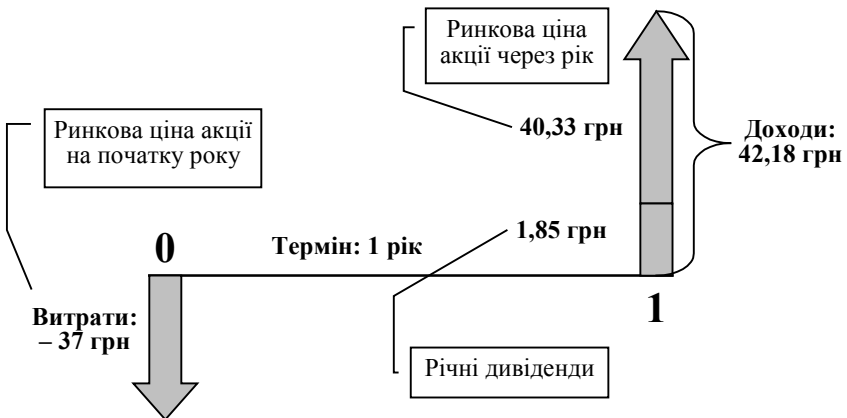 Ринкова ціна
акції через рік
40,33 грн
Доходи:
42,18 грн
Ринкова ціна акції
на початку року
0
Термін: 1 рік
1,85 грн
1
Витрати:
– 37 грн
Річні дивіденди